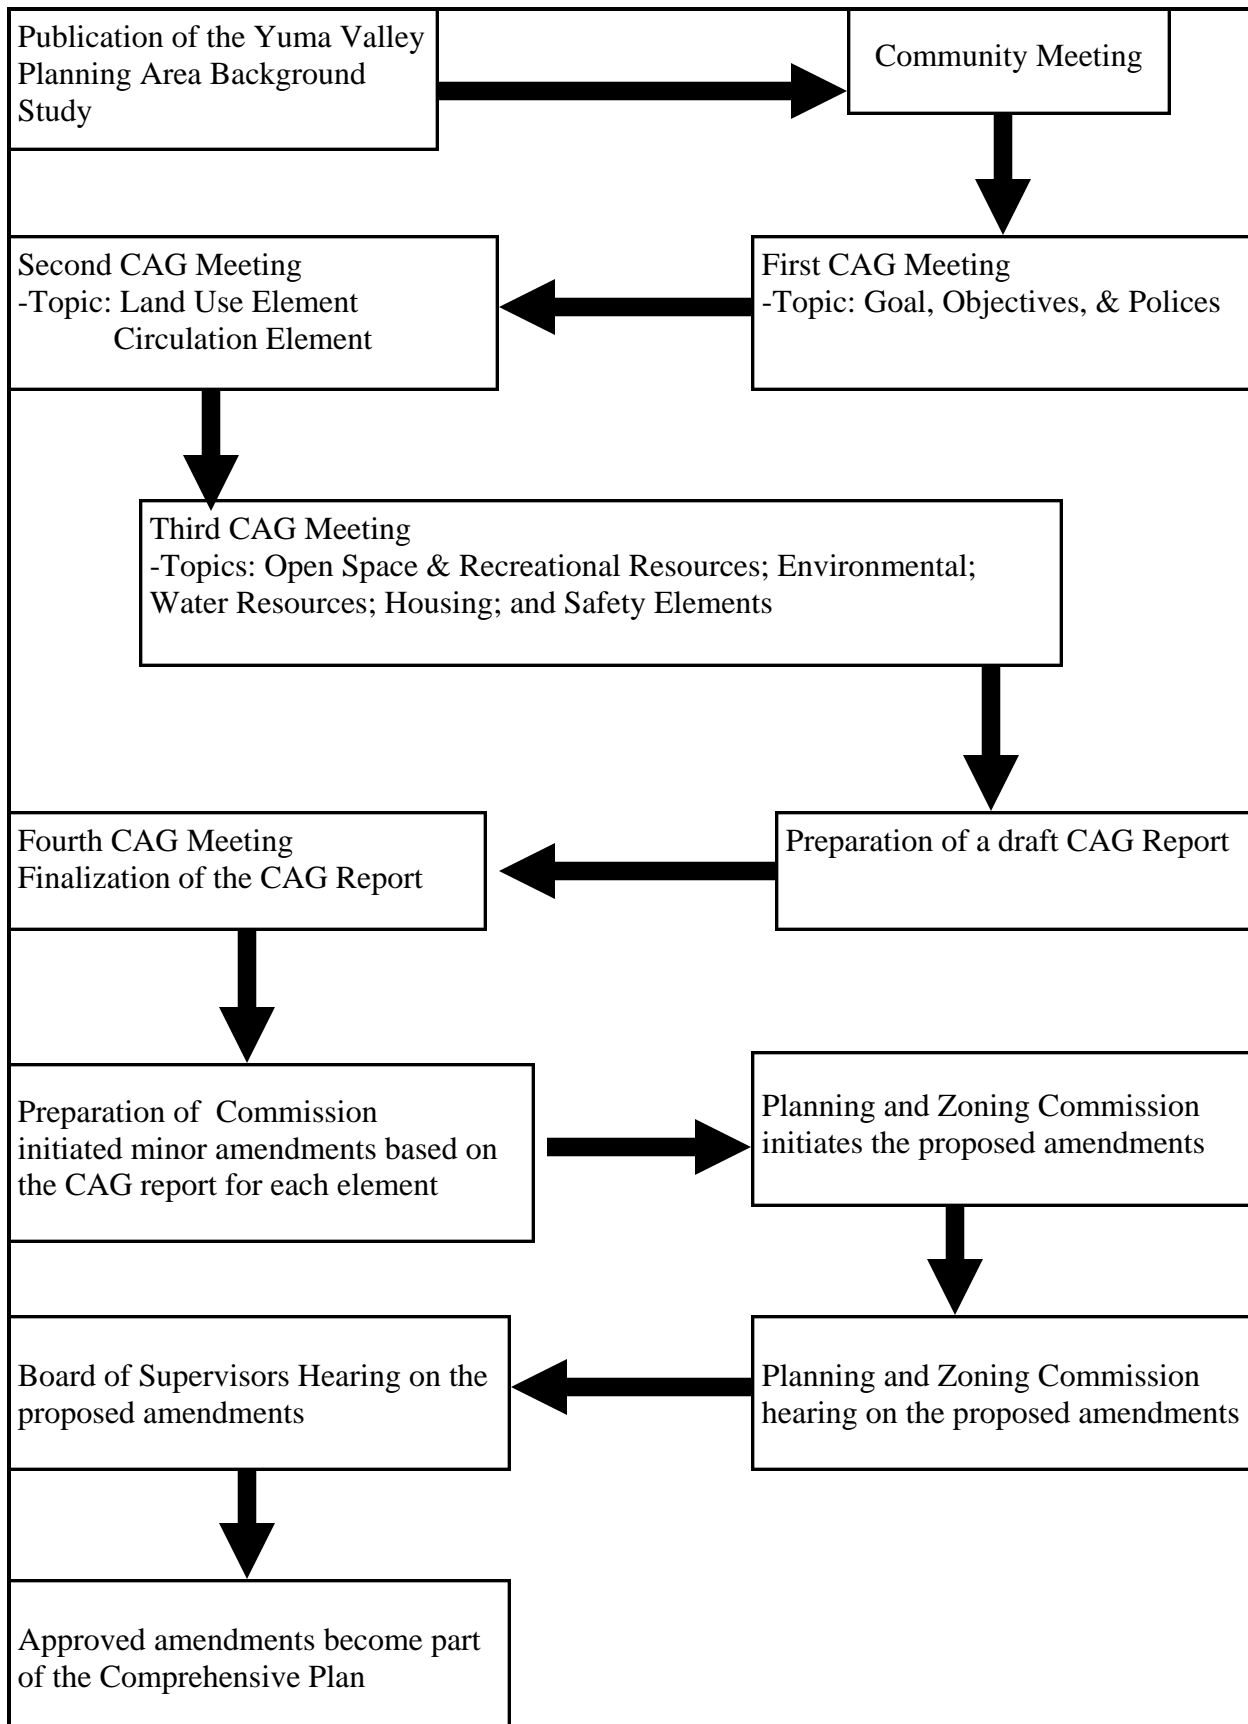 Publication of the Yuma Valley
Planning Area Background
Study
Community Meeting
First CAG Meeting
-Topic: Goal, Objectives, & Polices
Second CAG Meeting
-Topic: Land Use Element
Circulation Element
Third CAG Meeting
-Topics: Open Space & Recreational Resources; Environmental;
Water Resources; Housing; and Safety Elements
Preparation of a draft CAG Report
Fourth CAG Meeting
Finalization of the CAG Report
Preparation of  Commission
initiated minor amendments based on
the CAG report for each element
Planning and Zoning Commission
initiates the proposed amendments
Planning and Zoning Commission
hearing on the proposed amendments
Board of Supervisors Hearing on the
proposed amendments
Approved amendments become part
of the Comprehensive Plan